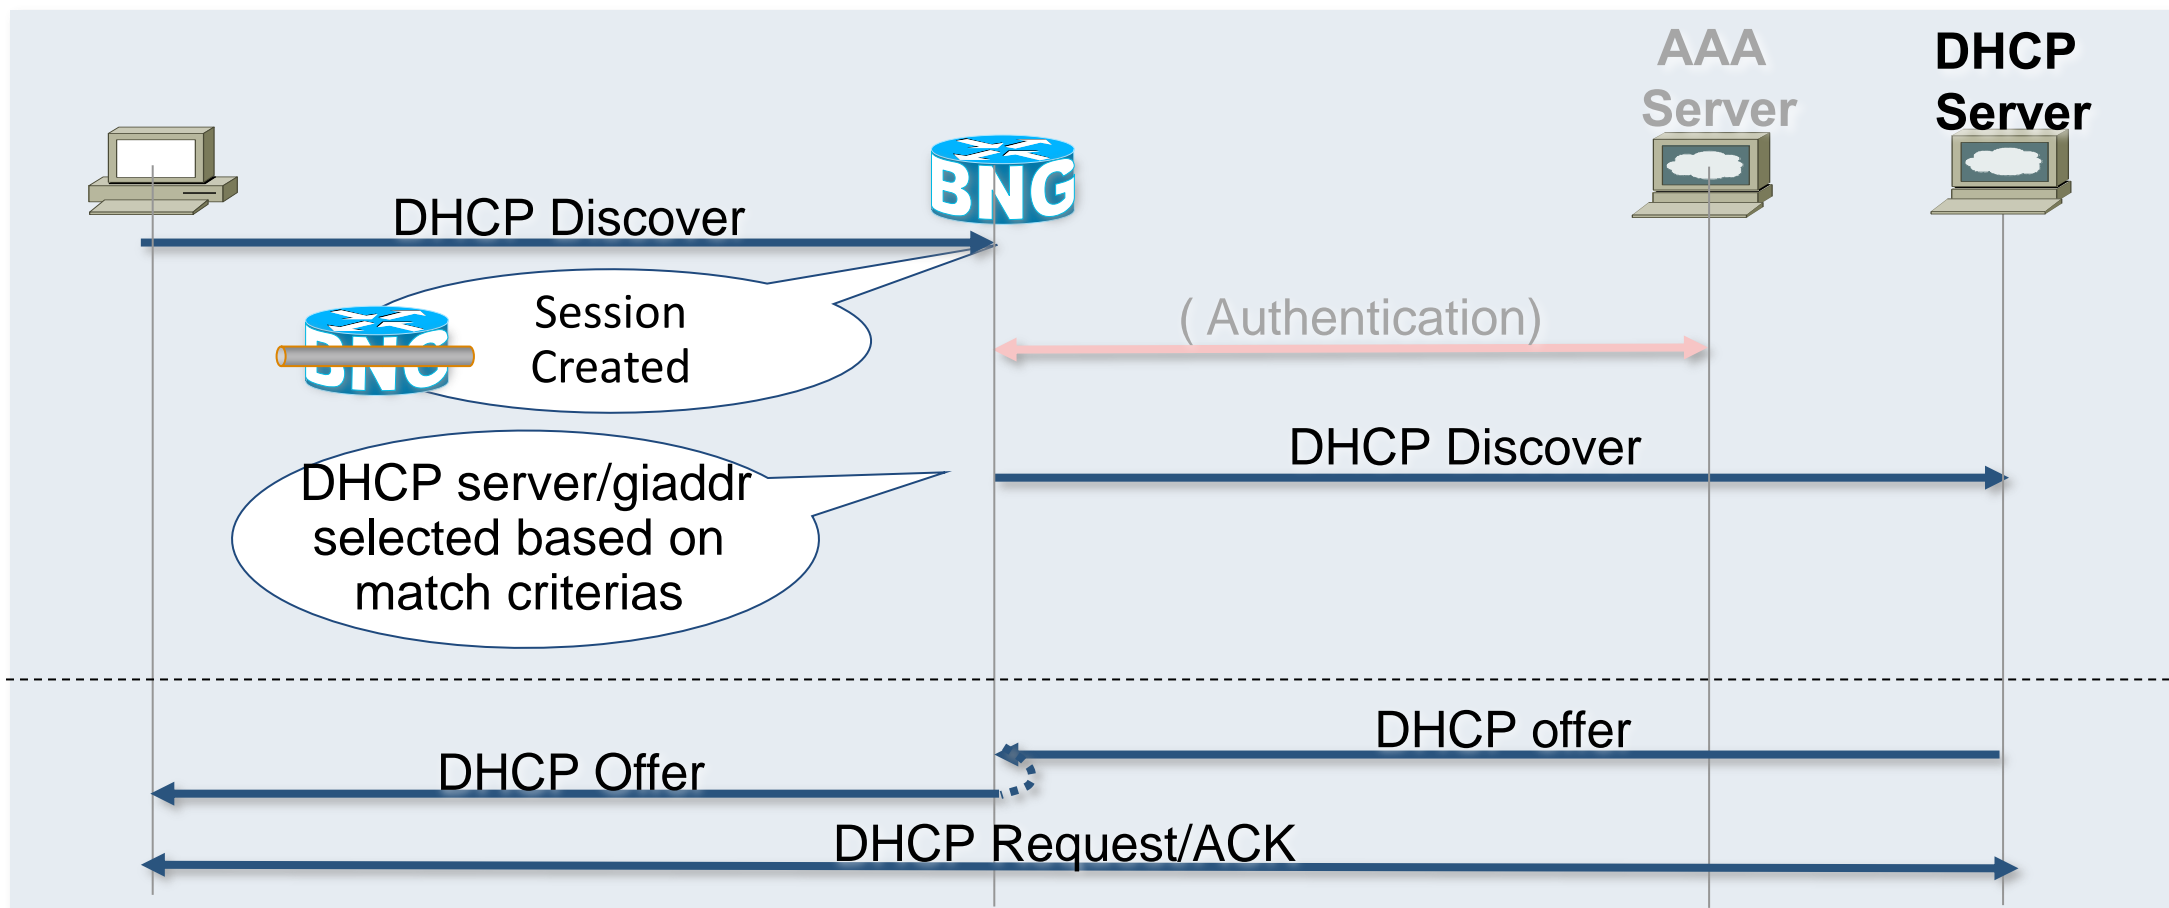 AAA
Server
DHCP
Server
BNG
DHCP Discover
Session
Created
BNG
( Authentication)
DHCP Discover
DHCP server/giaddr
selected based on
match criterias
DHCP offer
DHCP Offer
DHCP Request/ACK